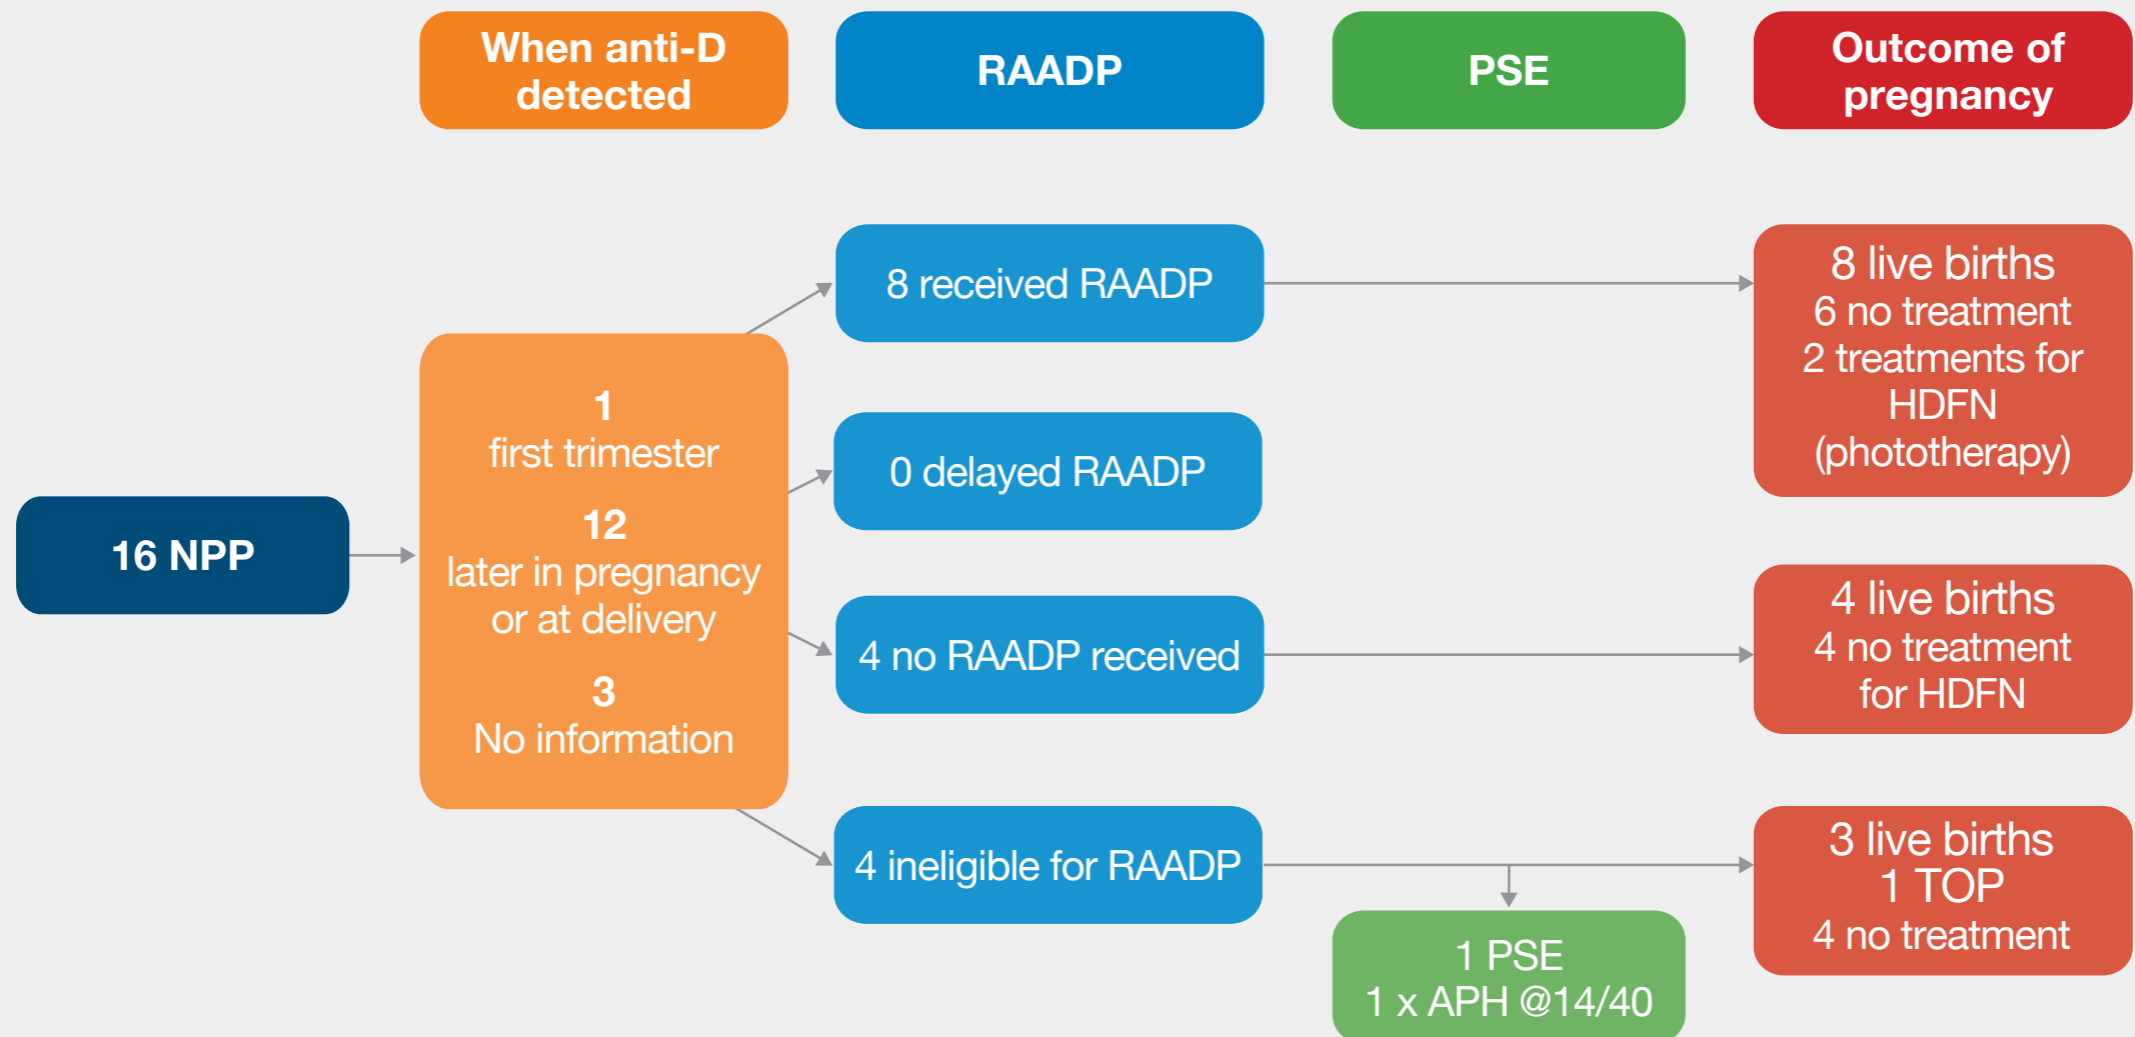 When anti-D
detected
RAADP
PSE
Outcome of
pregnancy
16 NPP
1
first trimester
12
later in pregnancy
or at delivery
3
No information
8 received RAADP
0 delayed RAADP
4 no RAADP received
4 ineligible for RAADP
1 PSE
1 x APH @14/40
8 live births
6 no treatment
2 treatments for
HDFN
(phototherapy)
4 live births
4 no treatment
for HDFN
3 live births
1 TOP
4 no treatment